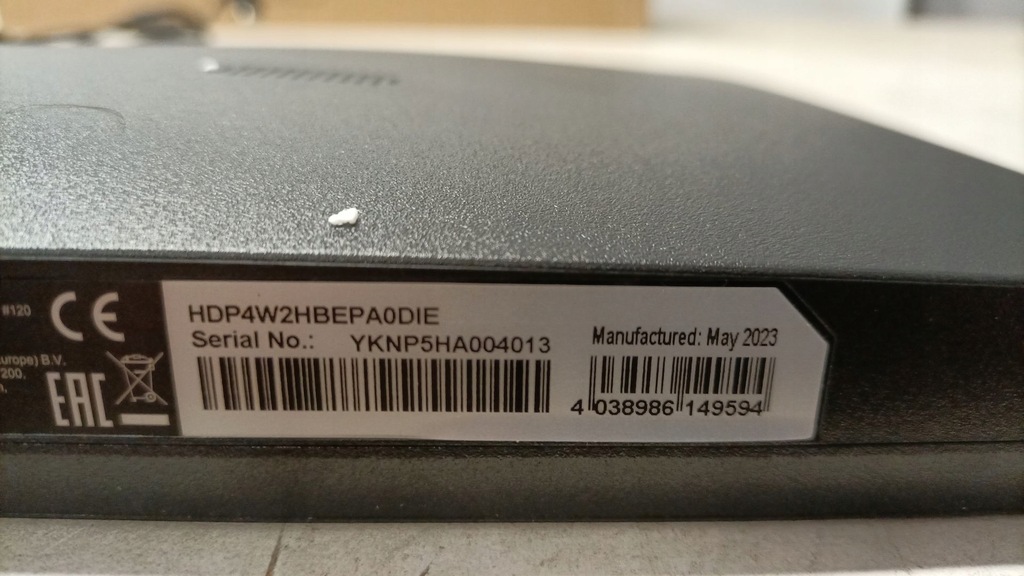 #120
CE
urope) B.V.
200,
EAC
HDP4W2HBEPA0DIE
Serial No.: YKNP5HA004013
Manufactured: May 2023
4 038986 149594